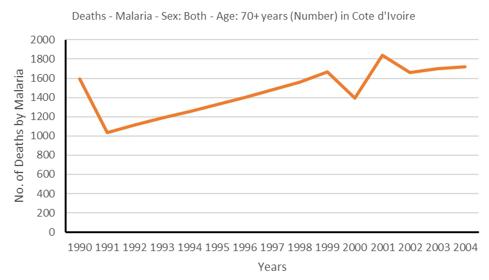 Deaths - Malaria - Sex: Both - Age: 70+ years (Number) in Cote d'Ivoire
2000
1800
1600
1400
1200
1000
800
600
400
200
0
No. of Deaths by Malaria
1990 1991 1992 1993 1994 1995 1996 1997 1998 1999 2000 2001 2002 2003 2004
Years